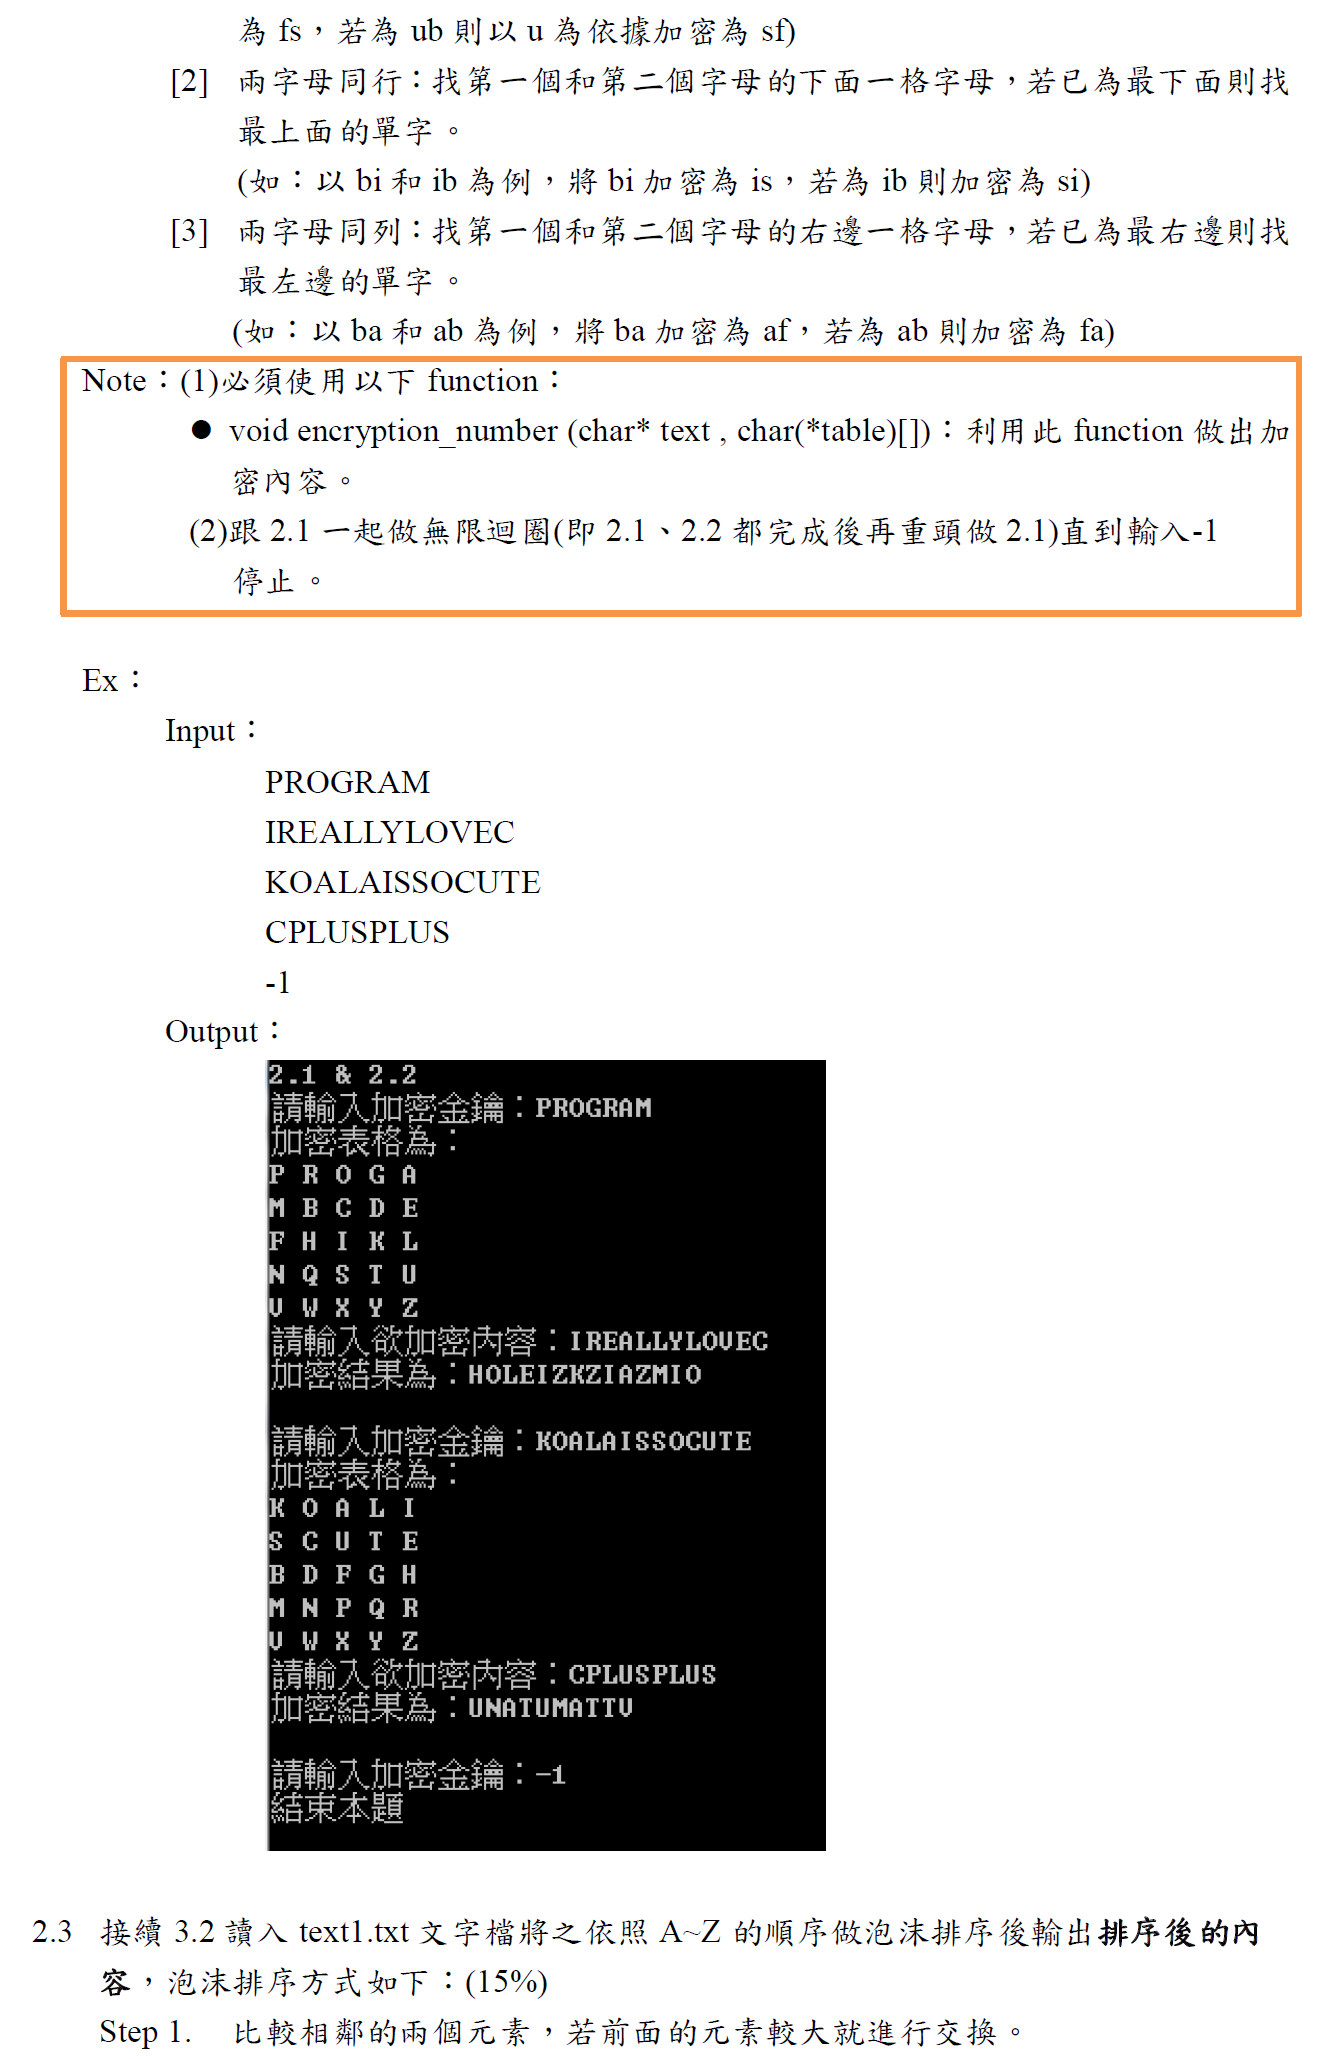 為 fs，若為 ub 則以 u 為依據加密為 sf)
[2] 兩字母同行：找第一個和第二個字母的下面一格字母，若已為最下面則找
最上面的單字。
(如：以 bi 和 ib 為例，將 bi 加密為 is，若為 ib 則加密為 si)
[3] 兩字母同列：找第一個和第二個字母的右邊一格字母，若已為最右邊則找
最左邊的單字。
(如：以 ba 和 ab 為例，將 ba 加密為 af，若為 ab 則加密為 fa)
Note：(1)必須使用以下 function：
● void encryption_number (char* text , char(*table)[])：利用此 function 做出加
密內容。
(2)跟 2.1 一起做無限迴圈(即 2.1、2.2 都完成後再重頭做 2.1)直到輸入-1
停止。
Ex：
Input：
PROGRAM
IREALLYLOVEC
KOALAISSOCUTE
CPLUSPLUS
-1
Output：
2.1 & 2.2
請輸入加密金鑰：PROGRAM
加密表格為：
P R O G A
M B C D E
F H I K L
N Q S T U
V W X Y Z
請輸入欲加密內容：IREALLYLOVEC
加密結果為：HOLEIZKZIAZMIO

請輸入加密金鑰：KOALAISSOCUTE
加密表格為：
K O A L I
S C U T E
B D F G H
M N P Q R
V W X Y Z
請輸入欲加密內容：CPLUSPLUS
加密結果為：UNATUMATTV

請輸入加密金鑰：-1
結束本題
2.3 接續 3.2 讀入 text1.txt 文字檔將之依照 A~Z 的順序做泡沫排序後輸出排序後的內
容，泡沫排序方式如下：(15%)
Step 1. 比較相鄰的兩個元素，若前面的元素較大就進行交換。